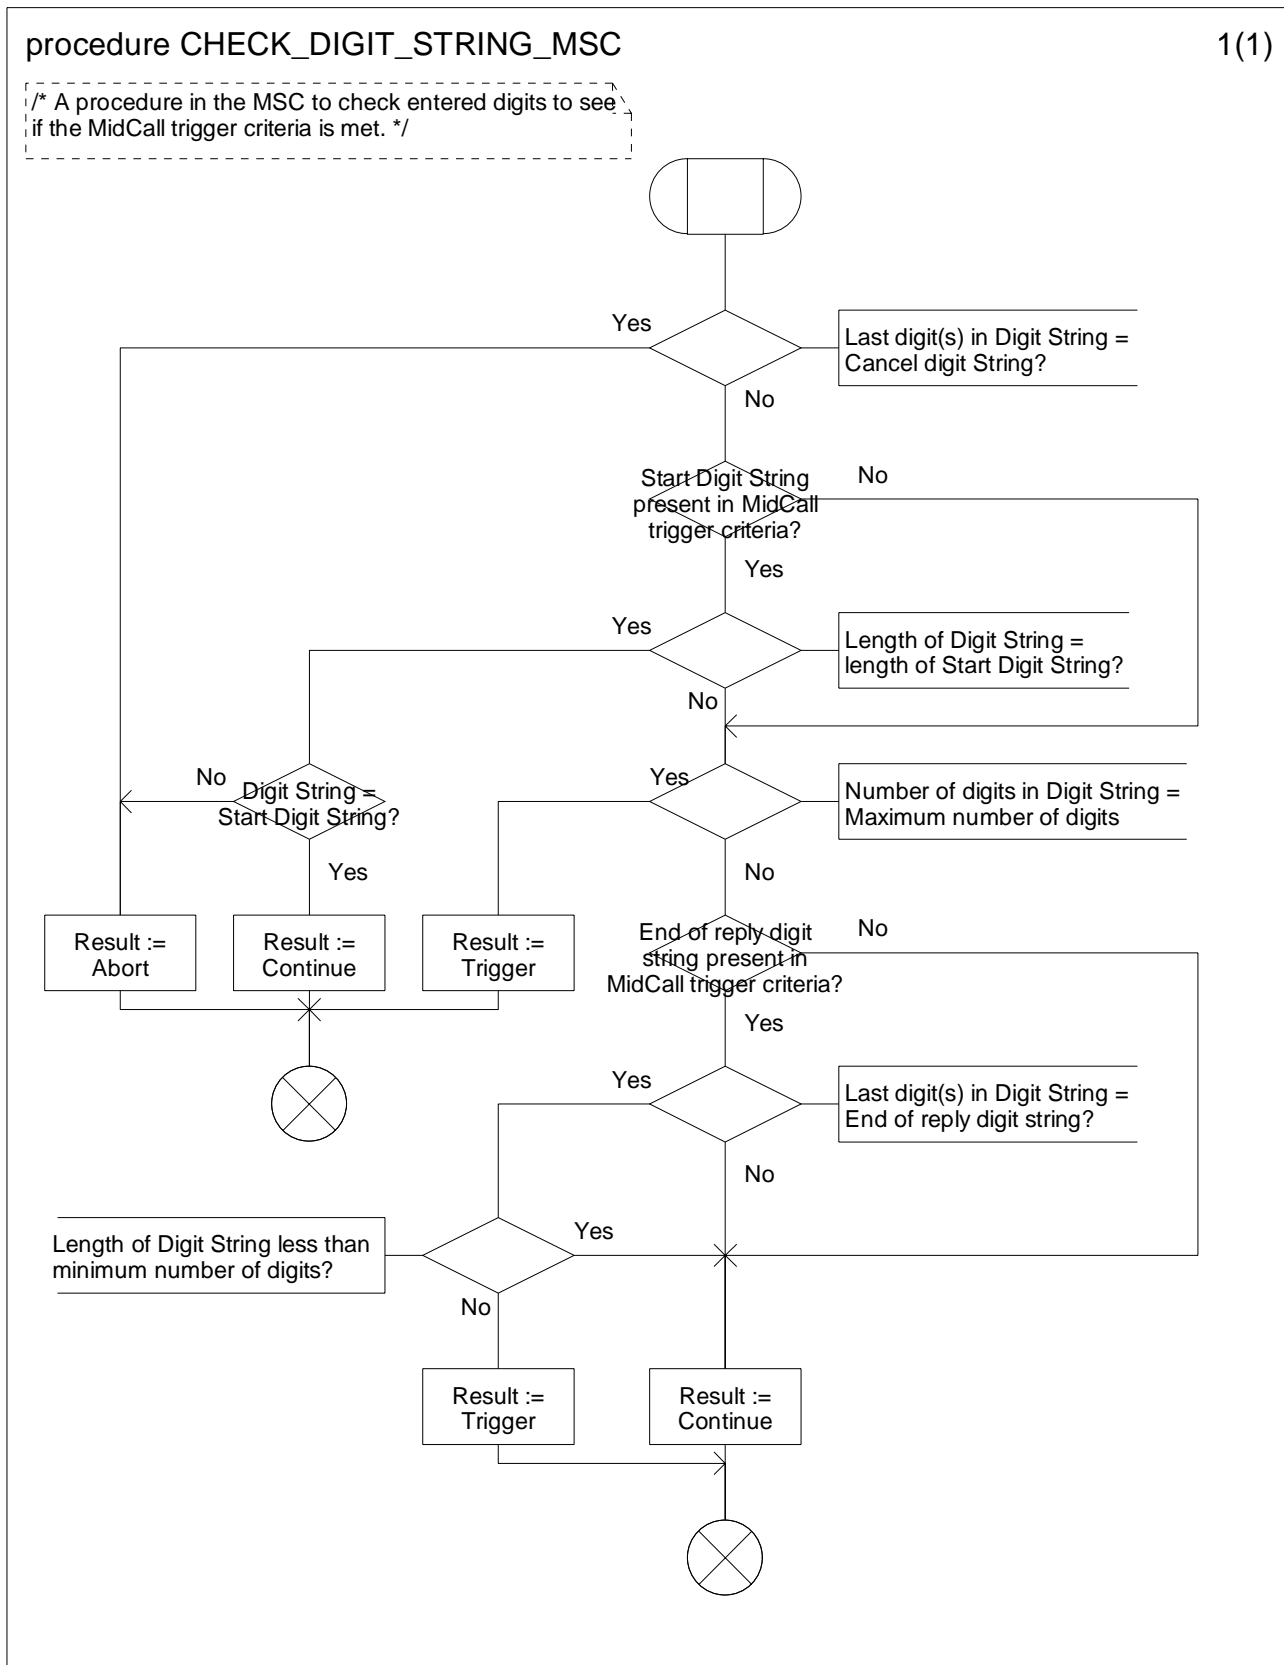 procedure CHECK_DIGIT_STRING_MSC
1(1)
/* A procedure in the MSC to check entered digits to see
if the MidCall trigger criteria is met. */
Yes
Last digit(s) in Digit String =
Cancel digit String?
No
Start Digit String
present in MidCall
trigger criteria?
No
Yes
Yes
Length of Digit String =
length of Start Digit String?
No
No
Digit String =
Start Digit String?
Yes
Number of digits in Digit String =
Maximum number of digits
Yes
No
Result :=
Abort
Result :=
Continue
Result :=
Trigger
End of reply digit
string present in
MidCall trigger criteria?
No
Yes
Yes
Last digit(s) in Digit String =
End of reply digit string?
No
Length of Digit String less than
minimum number of digits?
Yes
No
Result :=
Trigger
Result :=
Continue